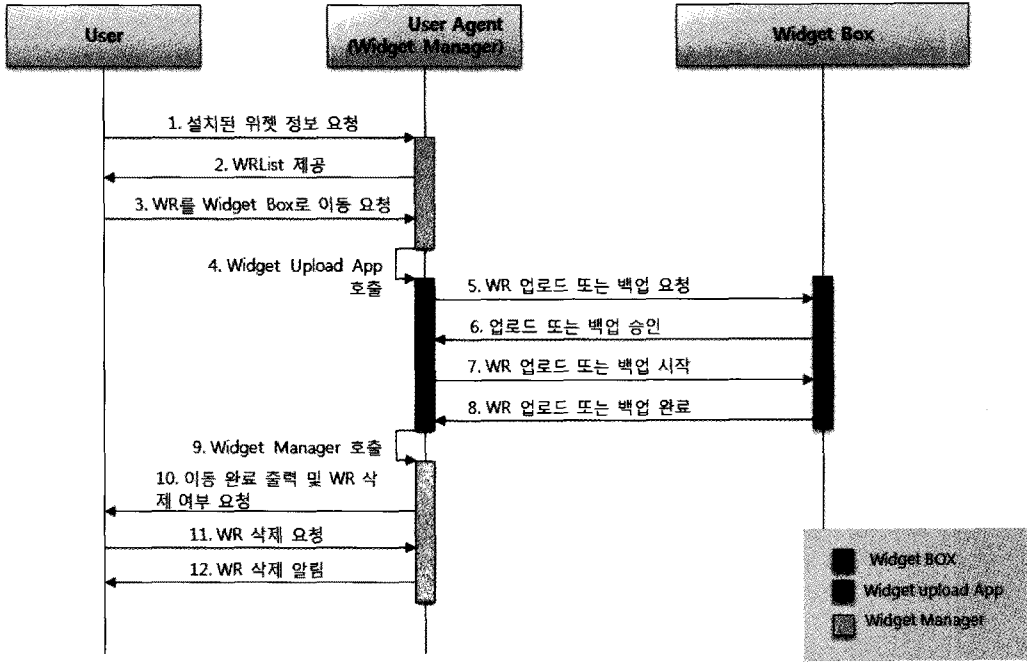 User
User Agent
(Widget Manager)
Widget Box
1. 설치된 위젯 정보 요청
2. WRList 제공
3. WR를 Widget Box로 이동 요청
4. Widget Upload App
호출
5. WR 업로드 또는 백업 요청
6. 업로드 또는 백업 승인
7. WR 업로드 또는 백업 시작
8. WR 업로드 또는 백업 완료
9. Widget Manager 호출
10. 이동 완료 출력 및 WR 삭
제 여부 요청
11. WR 삭제 요청
12. WR 삭제 알림
Widget BOX
Widget upload App
Widget Manager